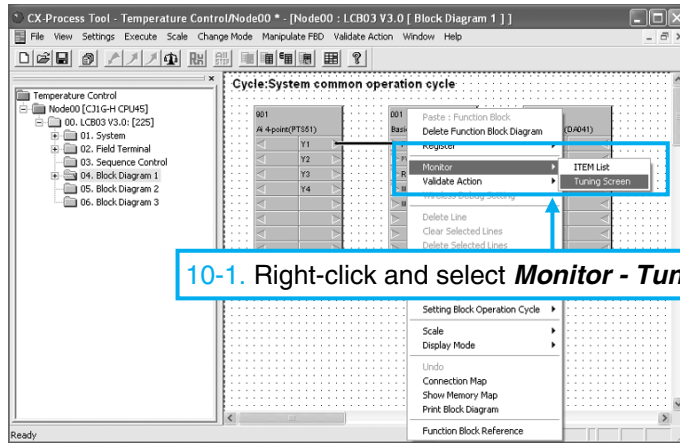 CX-Process Tool - Temperature Control/Node00 * - [Node00 : LCB03 V3.0 [ Block Diagram 1 ] ]
File View Settings Execute Scale Change Mode Manipulate FBD Validate Action Window Help
Cycle:System common operation cycle
Temperature Control
Node00 [CJ1G-H CPU45]
00. LCB03 V3.0: [225]
01. System
02. Field Terminal
03. Sequence Control
04. Block Diagram 1
05. Block Diagram 2
06. Block Diagram 3
901
Ai 4-point(PTS51)
Y1
Y2
Y3
Y4
001
Basi
(DA041)
Paste : Function Block
Delete Function Block Diagram
Register
Monitor
Validate Action
Wireless Debug Setting
ITEM List
Tuning Screen
Delete Line
Clear Selected Lines
Delete Selected Lines
10-1. Right-click and select Monitor - Tun
Setting Block Operation Cycle
Scale
Display Mode
Undo
Connection Map
Show Memory Map
Print Block Diagram
Function Block Reference
Ready